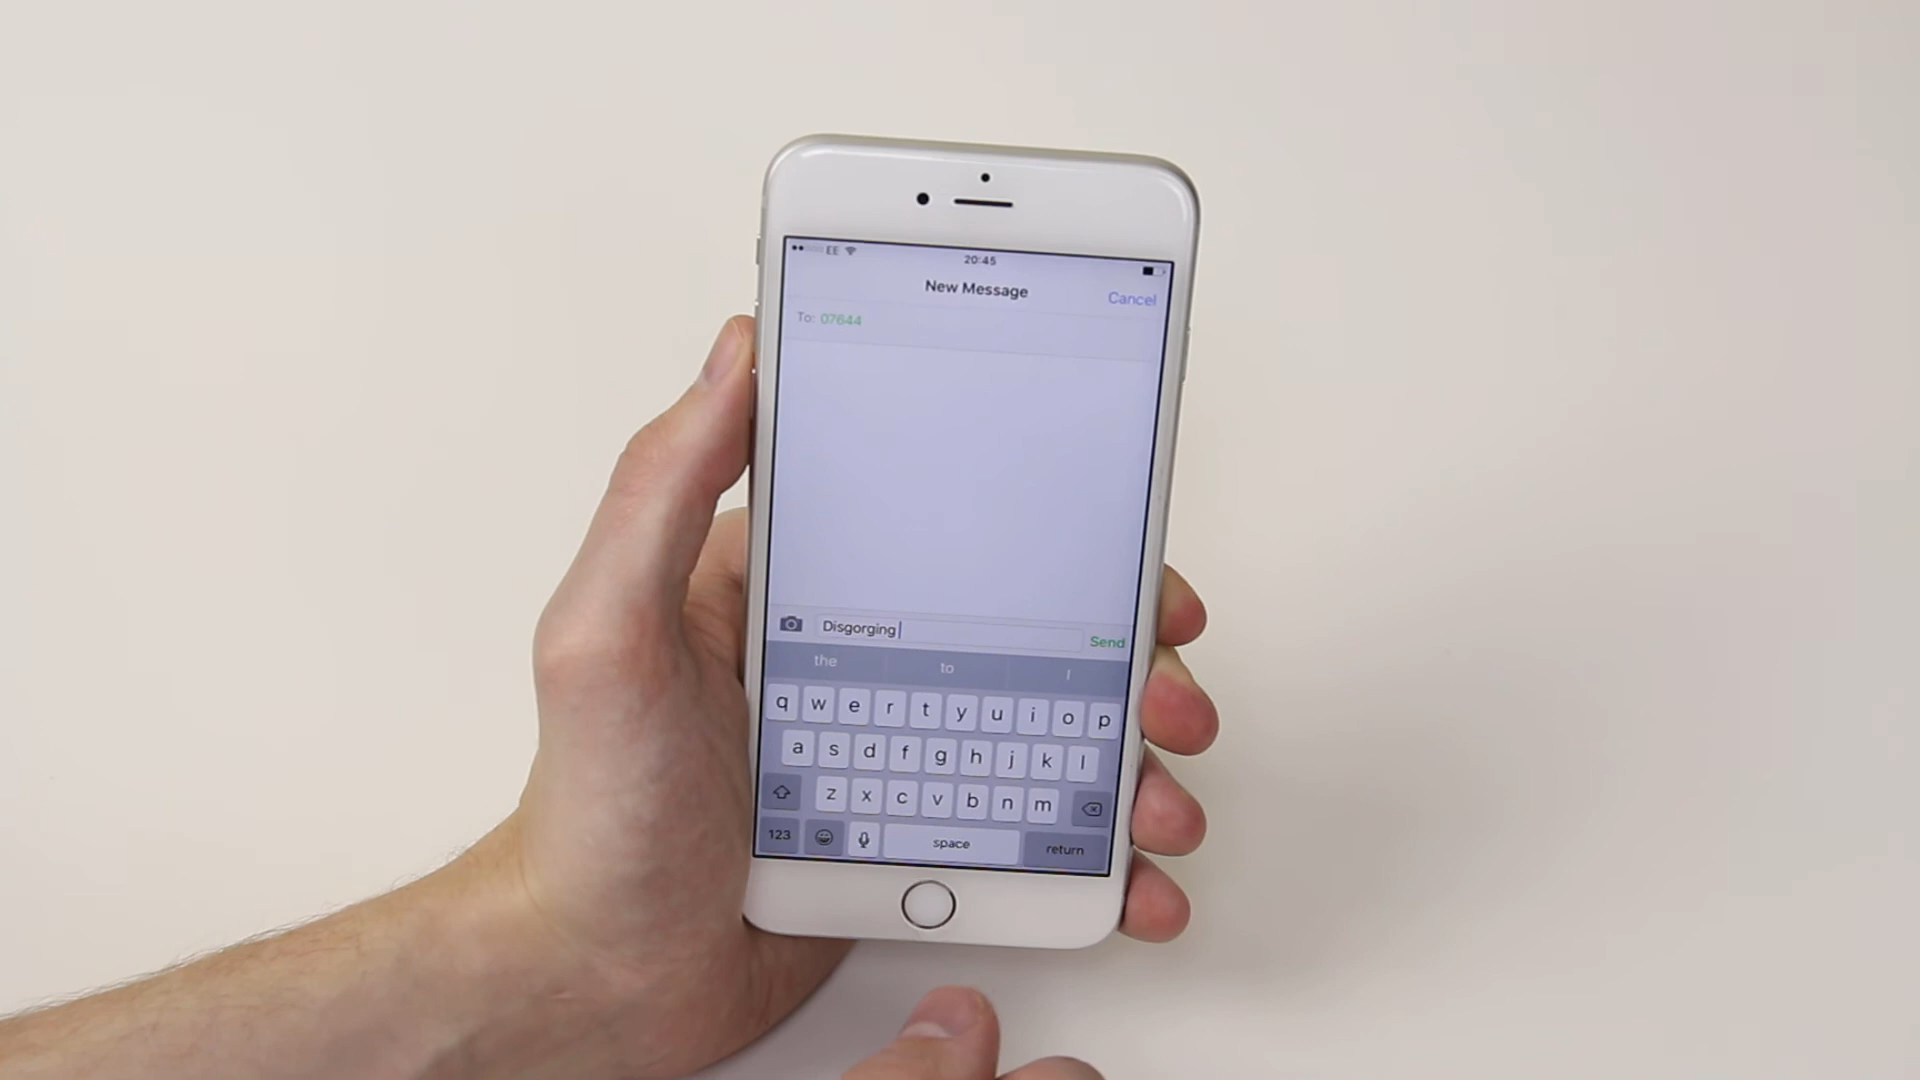 EE
20:45
New Message
Cancel
To: 07644
Disgorging
Send
the to I
q w e r t y u i o p
a s d f g h j k l
z x c v b n m
123 space return